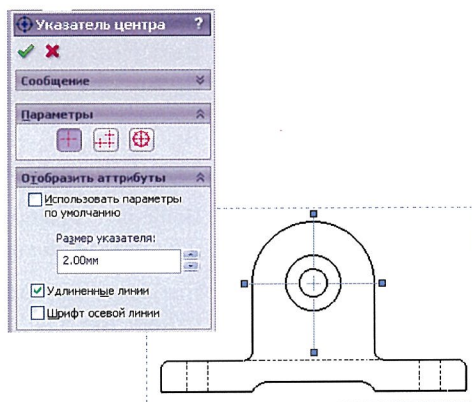 Указатель центра ?
Сообщение
Параметры
Отобразить аттрибуты
Использовать параметры
по умолчанию
Размер указателя:
2.00мм
Удлиненные линии
Шрифт осевой линии